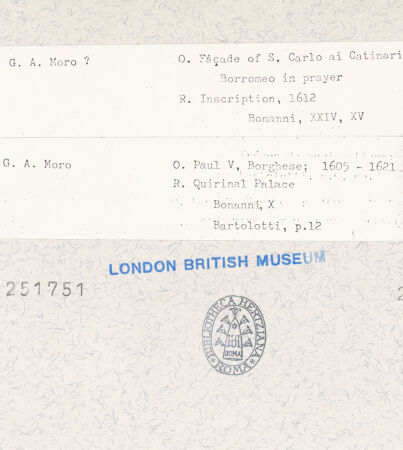 G. A. Moro ?
O. Façade of S. Carlo ai Catinari
Borromeo in prayer
R. Inscription, 1612
Bonanni, XXIV, XV
G. A. Moro
O. Paul V, Borghese; 1605 - 1621
R. Quirinal Palace
Bonanni, X
Bartolotti, p.12
LONDON BRITISH MUSEUM
251751
BIBLIOTHECA HERTZIANA
ROMA
ROMA